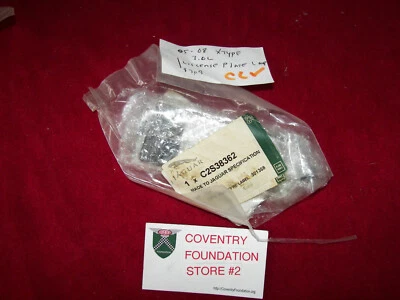 05-08 XTYPE
3.0L
License Plate Lamp
CCV
JAGUAR
1 x C2S38362
MADE TO JAGUAR SPECIFICATION
COVENTRY
FOUNDATION
STORE #2